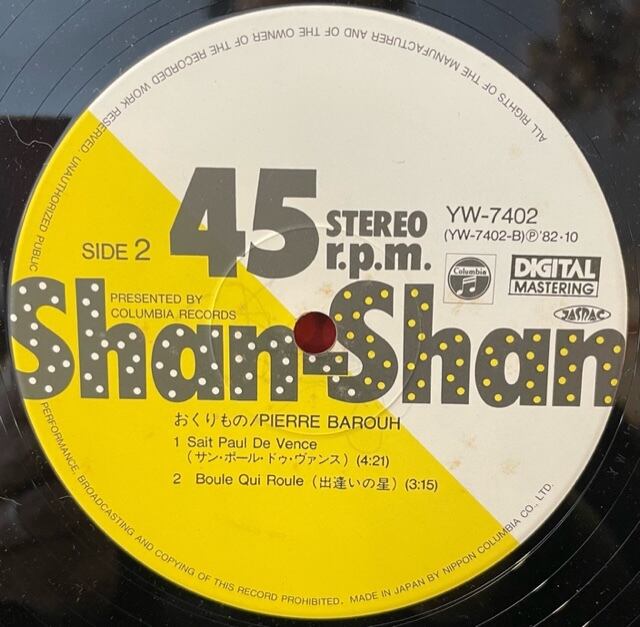 ALL RIGHTS OF THE MANUFACTURER AND OF THE OWNER OF THE RECORDED WORK RESERVED. UNAUTHORIZED PUBLIC
PERFORMANCE, BROADCASTING AND COPYING OF THIS RECORD PROHIBITED. MADE IN JAPAN BY NIPPON COLUMBIA CO., LTD.
SIDE 2
45
STEREO
r.p.m.
YW-7402
(YW-7402-B)Ⓟ'82・10
Columbia
DIGITAL
MASTERING
JASRAC
PRESENTED BY
COLUMBIA RECORDS
Shan-Shan
おくりもの/PIERRE BAROUH
1 Sait Paul De Vence
(サン・ポール・ドゥ・ヴァンス) (4:21)
2 Boule Qui Roule (出逢いの星) (3:15)